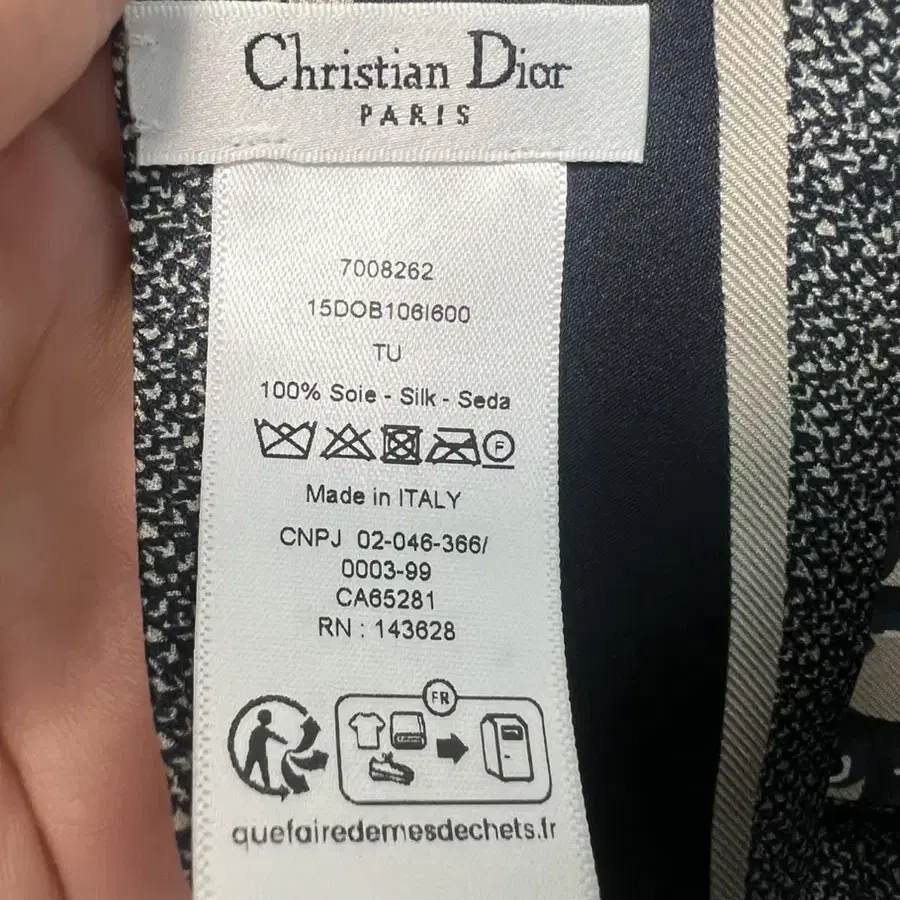 Christian Dior
PARIS
7008262
15DOB106I600
TU
100% Soie - Silk - Seda
F
Made in ITALY
CNPJ 02-046-366/
0003-99
CA65281
RN : 143628
FR
quefairedemesdechets.fr